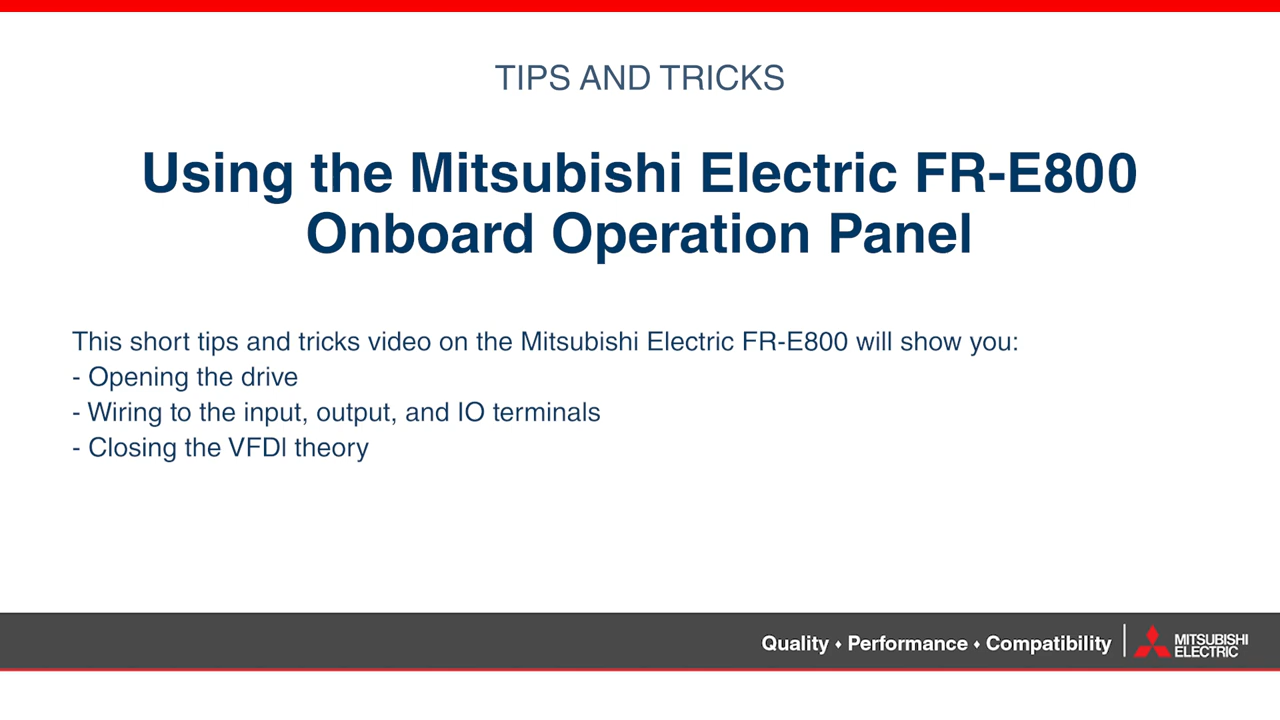 TIPS AND TRICKS
Using the Mitsubishi Electric FR-E800
Onboard Operation Panel
This short tips and tricks video on the Mitsubishi Electric FR-E800 will show you:
- Opening the drive
- Wiring to the input, output, and IO terminals
- Closing the VFDl theory
Quality ♦ Performance ♦ Compatibility
MITSUBISHI
ELECTRIC